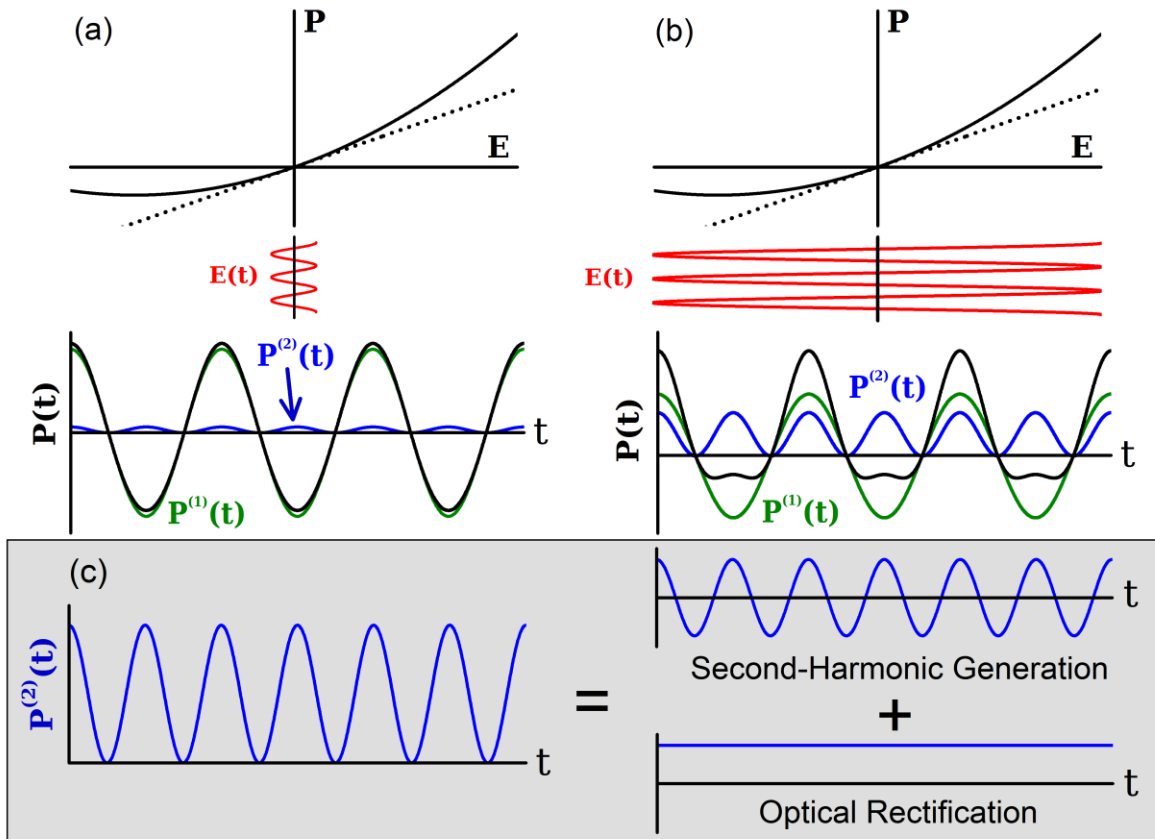 (a)
P
E
E(t)
P(t)
P⁽²⁾(t)
t
P⁽¹⁾(t)
(b)
P
E
E(t)
P(t)
P⁽²⁾(t)
t
P⁽¹⁾(t)
(c)
P⁽²⁾(t)
t
=
t
Second-Harmonic Generation
+
t
Optical Rectification